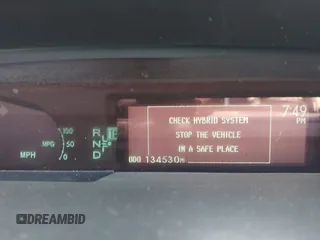 7:49
PM
CHECK HYBRID SYSTEM
STOP THE VEHICLE
IN A SAFE PLACE
ODO 134530m
100
MPG 50
MPH 0
R
N
D
DREAMBID